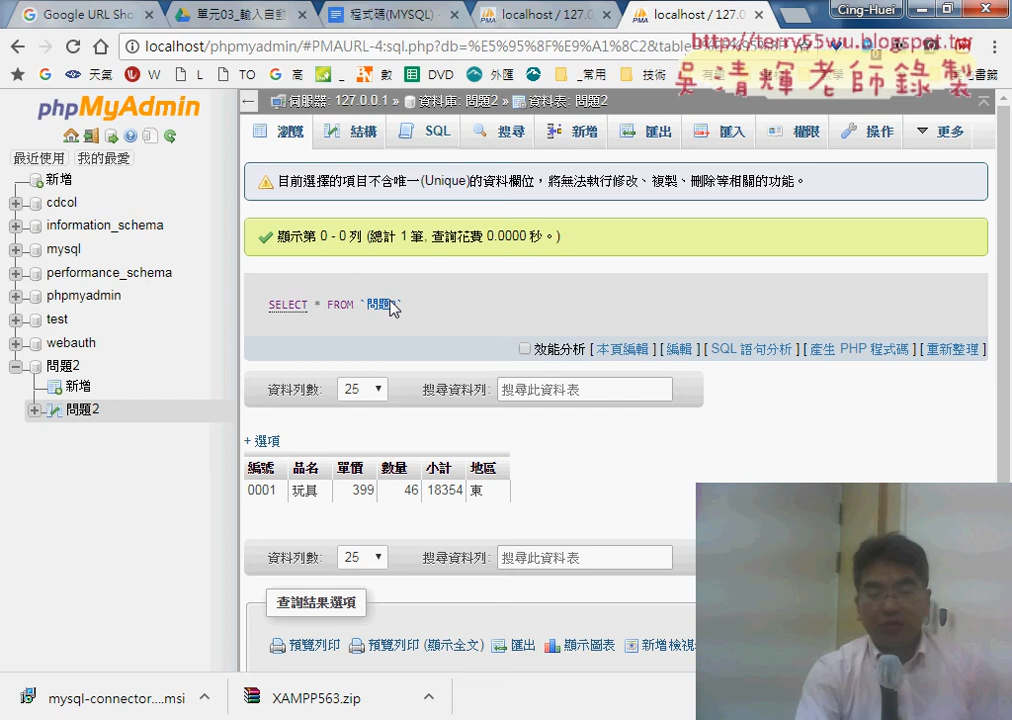 Google URL Sho
單元03_輸入自動
程式碼(MYSQL)
localhost / 127.0.
localhost / 127.0
Cing-Huei
localhost/phpmyadmin/#PMAURL-4:sql.php?db=%E5%95%8F%E9%A1%8C2&table
http://terry55wu.blogspot.tw
吳清輝老師錄製
天氣
W
L
TO
高
數
DVD
外匯
_常用
技術
phpMyAdmin
最近使用 我的最愛
新增
cdcol
information_schema
mysql
performance_schema
phpmyadmin
test
webauth
問題2
新增
問題2
伺服器: 127.0.0.1 » 資料庫: 問題2 » 資料表: 問題2
瀏覽 結構 SQL 搜尋 新增 匯出 匯入 權限 操作 更多
目前選擇的項目不含唯一(Unique)的資料欄位，將無法執行修改、複製、刪除等相關的功能。
顯示第 0 - 0 列 (總計 1 筆, 查詢花費 0.0000 秒。)
SELECT * FROM `問題2`
效能分析 [ 本頁編輯 ] [ 編輯 ] [ SQL 語句分析 ] [ 產生 PHP 程式碼 ] [ 重新整理 ]
資料列數: 25 搜尋資料列: 搜尋此資料表
+ 選項
編號 品名 單價 數量 小計 地區
0001 玩具 399 46 18354 東
資料列數: 25 搜尋資料列: 搜尋此資料表
查詢結果選項
預覽列印 預覽列印 (顯示全文) 匯出 顯示圖表 新增檢視
mysql-connector....msi
XAMPP563.zip